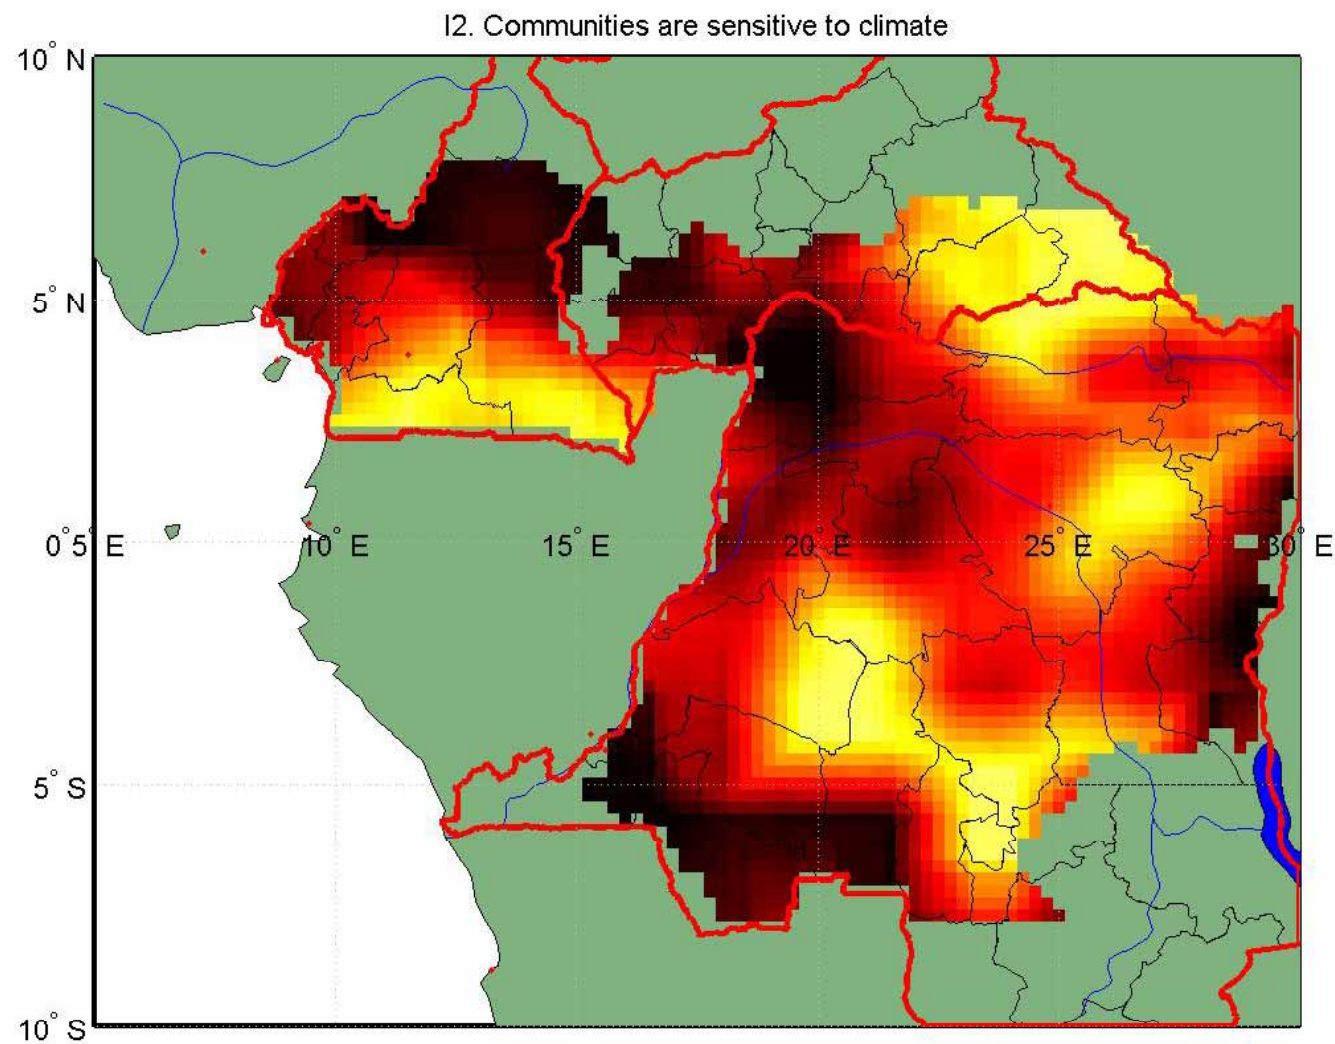 I2. Communities are sensitive to climate
10° N
5° N
0° 5° E
10° E
15° E
20° E
25° E
30° E
5° S
10° S